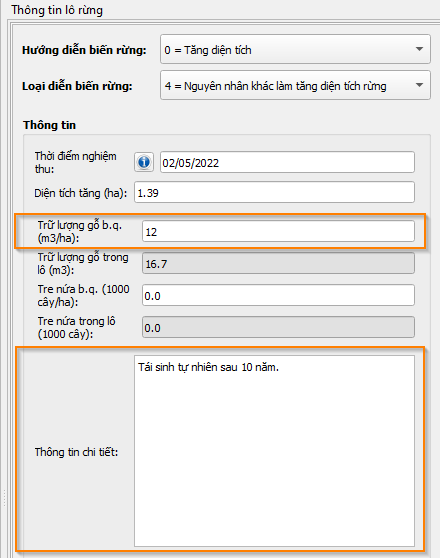 Thông tin lô rừng
Hướng diễn biến rừng:
0 = Tăng diện tích
Loại diễn biến rừng:
4 = Nguyên nhân khác làm tăng diện tích rừng
Thông tin
Thời điểm nghiệm
thu:
02/05/2022
Diện tích tăng (ha):
1.39
Trữ lượng gỗ b.q.
(m3/ha):
12
Trữ lượng gỗ trong
lô (m3):
16.7
Tre nứa b.q. (1000
cây/ha):
0.0
Tre nứa trong lô
(1000 cây):
0.0
Thông tin chi tiết:
Tái sinh tự nhiên sau 10 năm.